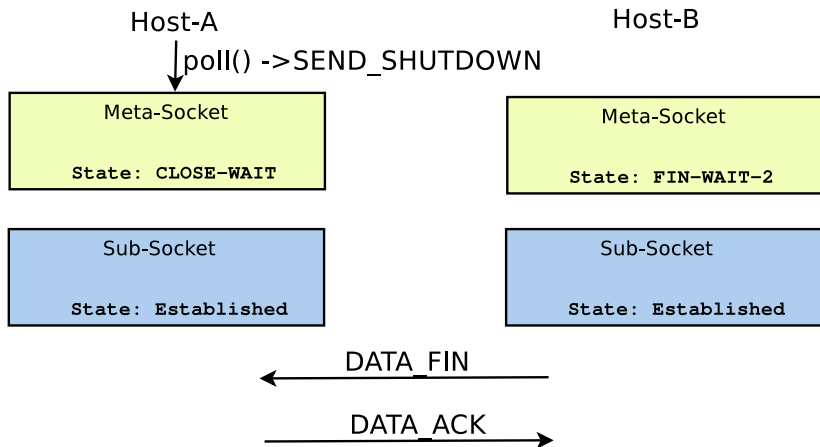 Host-A
Host-B
poll() ->SEND_SHUTDOWN
Meta-Socket
State: CLOSE-WAIT
Meta-Socket
State: FIN-WAIT-2
Sub-Socket
State: Established
Sub-Socket
State: Established
DATA_FIN
DATA_ACK